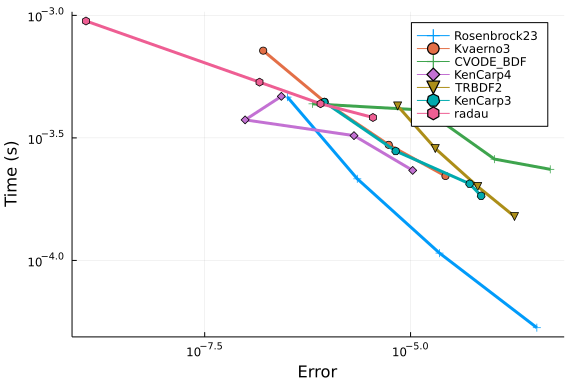 10^-3.0
10^-3.5
10^-4.0
Time (s)
10^-7.5
10^-5.0
Error
Rosenbrock23
Kvaerno3
CVODE_BDF
KenCarp4
TRBDF2
KenCarp3
radau